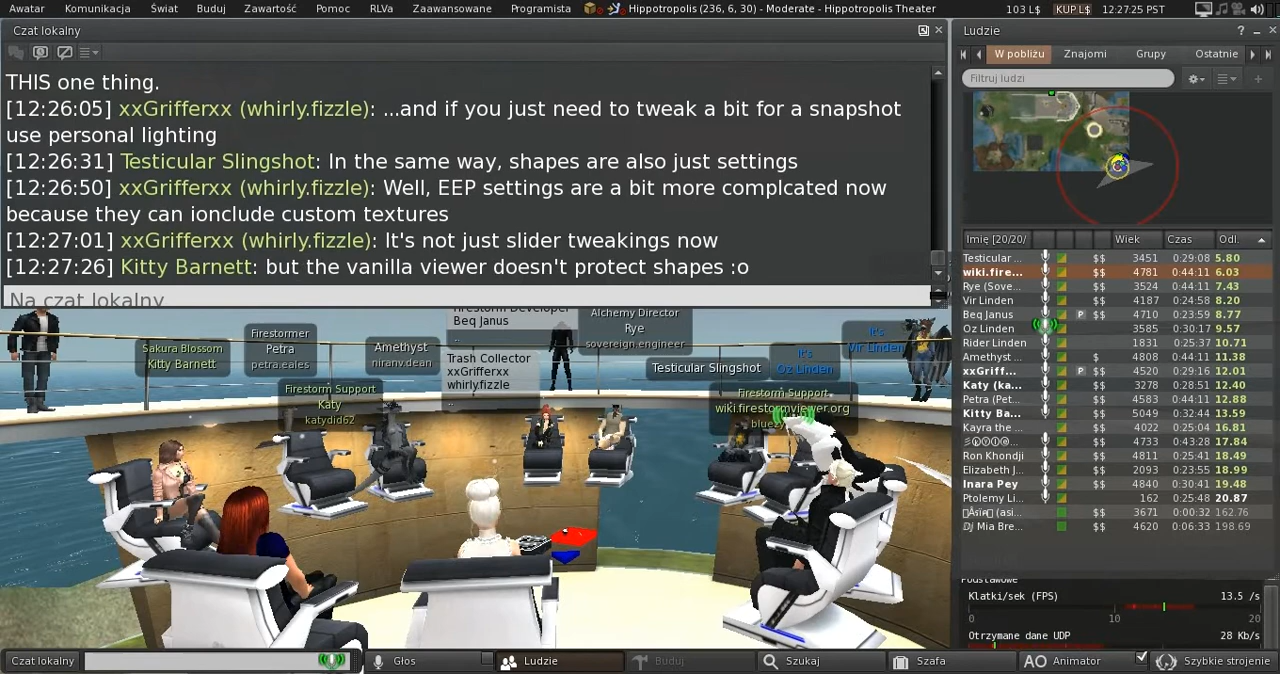 Awatar Komunikacja Świat Buduj Zawartość Pomoc RLVa Zaawansowane Programista Hippotropolis (236, 6, 30) - Moderate - Hippotropolis Theater 103 L$ KUP L$ 12:27:25 PST
Czat lokalny
THIS one thing.
[12:26:05] xxGrifferxx (whirly.fizzle): ...and if you just need to tweak a bit for a snapshot
use personal lighting
[12:26:31] Testicular Slingshot: In the same way, shapes are also just settings
[12:26:50] xxGrifferxx (whirly.fizzle): Well, EEP settings are a bit more complcated now
because they can ionclude custom textures
[12:27:01] xxGrifferxx (whirly.fizzle): It's not just slider tweakings now
[12:27:26] Kitty Barnett: but the vanilla viewer doesn't protect shapes :o
Na czat lokalny
Sakura Blossom
Kitty Barnett
Firestormer
Petra
petra.eales
Amethyst
niranv.dean
Firestorm Developer
Beq Janus
Trash Collector
xxGrifferxx
whirly.fizzle
Alchemy Director
Rye
sovereign.engineer
Testicular Slingshot
It's
Oz Linden
It's
Vir Linden
Firestorm Support
Katy
katydid62
Firestorm Support
wiki.firestormviewer.org
Ludzie
W pobliżu Znajomi Grupy Ostatnie
Filtruj ludzi
Imię [20/20/ Wiek Czas Odl.
Testicular ... $$ 3451 0:29:08 5.80
wiki.fire... $$ 4781 0:44:11 6.03
Rye (Sove... $$ 3524 0:44:11 7.43
Vir Linden $$ 4187 0:24:58 8.20
Beq Janus P $$ 4710 0:23:59 8.77
Oz Linden 3585 0:30:17 9.57
Rider Linden 1831 0:25:37 10.71
Amethyst ... $ 4808 0:44:11 11.38
xxGriff... P $ 4520 0:29:16 12.01
Katy (ka... $$ 3278 0:28:51 12.40
Petra (Pet... $$ 4583 0:44:11 12.88
Kitty Ba... $$ 5049 0:32:44 13.59
Kayra the ... $$ 4022 0:25:04 16.81
$$ 4733 0:43:28 17.84
Ron Khondji $$ 4811 0:25:41 18.49
Elizabeth J... $$ 2093 0:23:55 18.99
Inara Pey $$ 4840 0:30:41 19.48
Ptolemy Li... 162 0:25:48 20.87
(asi... $$ 3671 0:00:32 162.76
DJ Mia Bre... $$ 4620 0:06:33 198.69
Podstawowe
Klatki/sek (FPS) 13.5 /s
0 10 20
Otrzymane dane UDP 28 Kb/s
Czat lokalny Głos Ludzie Buduj Szukaj Szafa AO Animator Szybkie strojenie